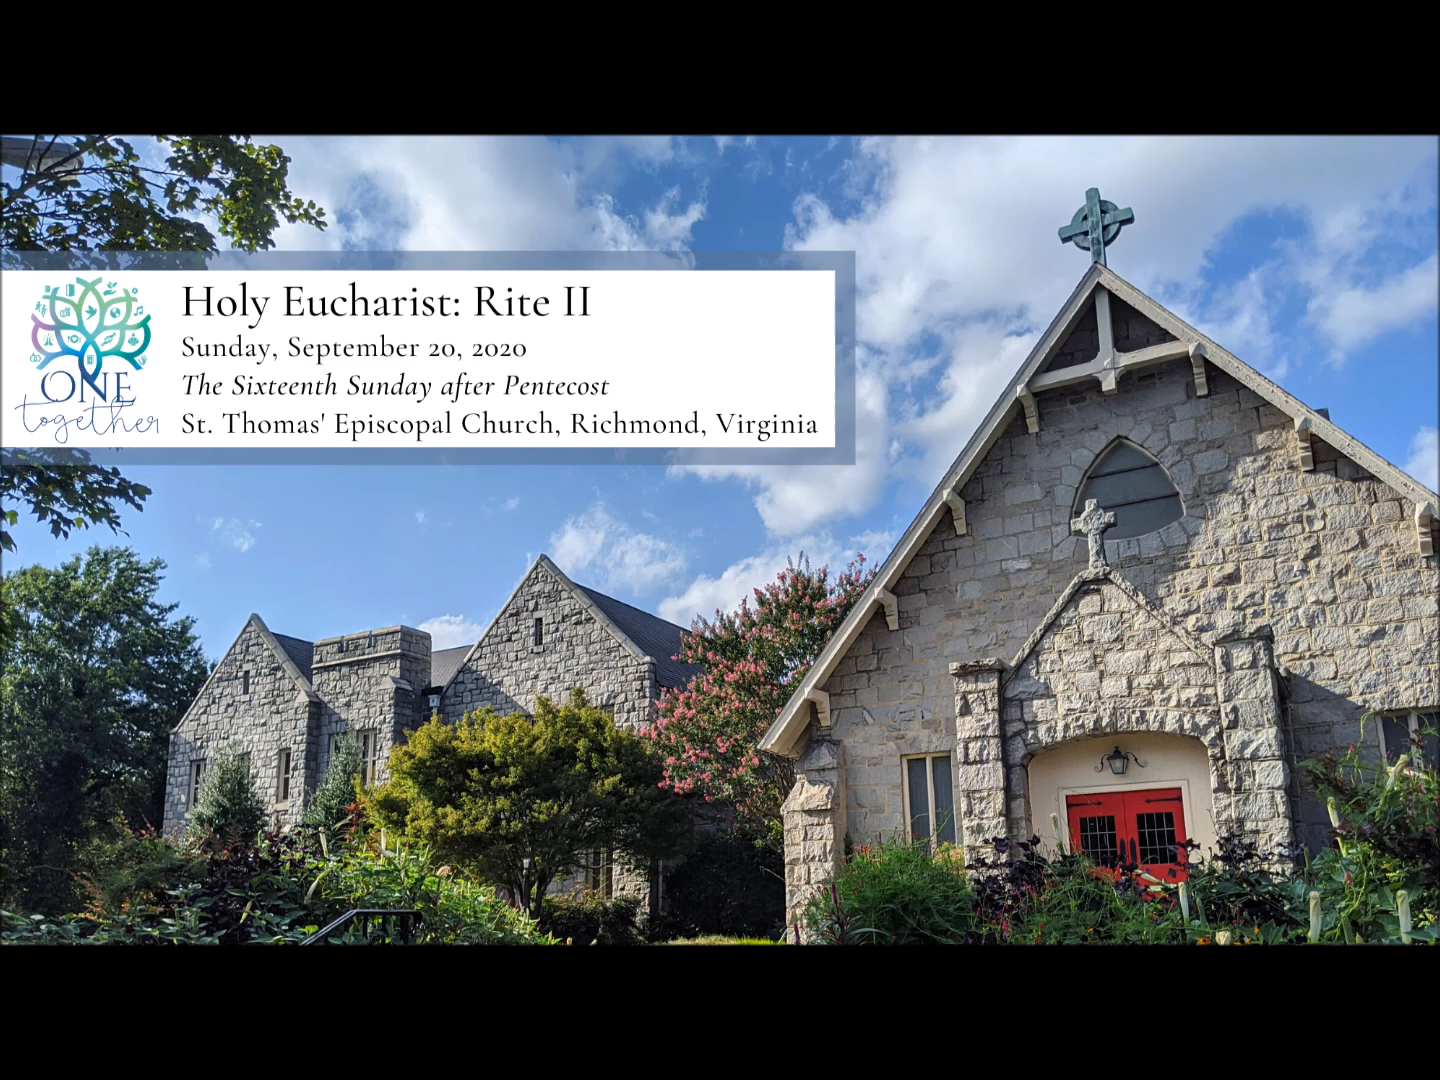 Holy Eucharist: Rite II
Sunday, September 20, 2020
The Sixteenth Sunday after Pentecost
St. Thomas' Episcopal Church, Richmond, Virginia
ONE
together